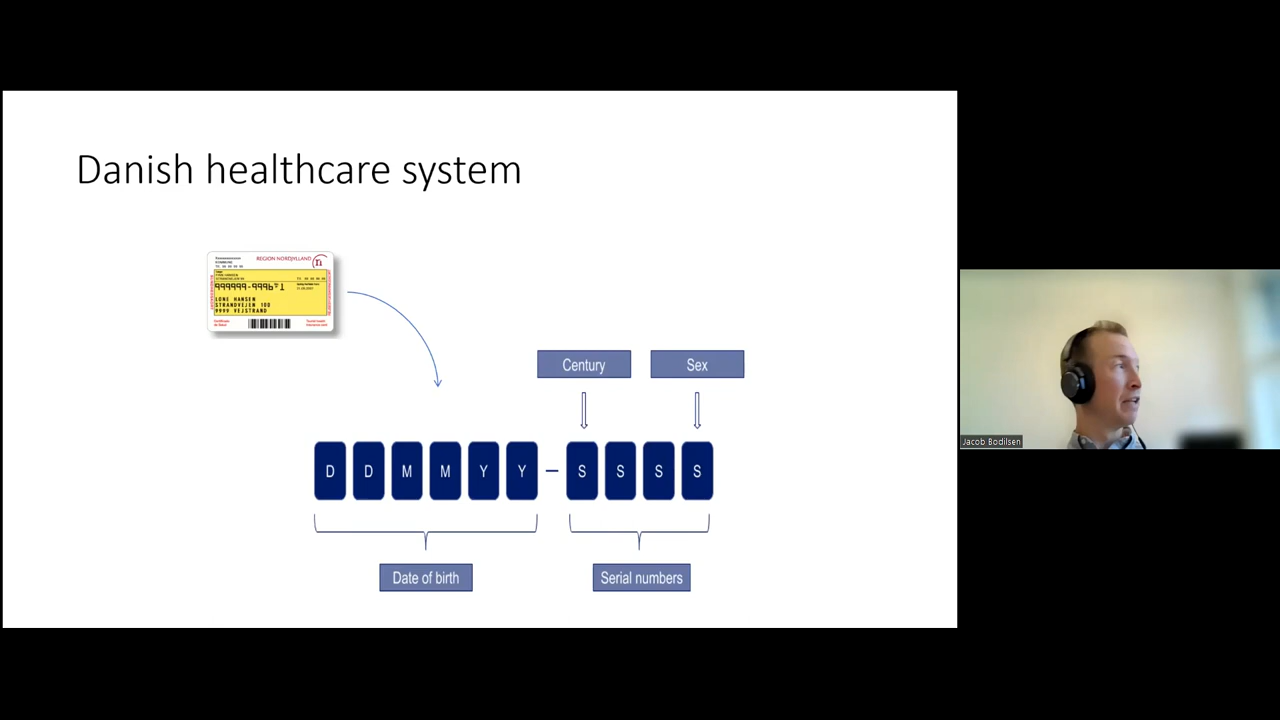 Danish healthcare system
REGION NORDJYLLAND
LONE HANSEN
STRANDVEJEN 100
9999 VEJSTRAND
Century
Sex
D D M M Y Y – S S S S
Date of birth
Serial numbers
Jacob Bodilsen